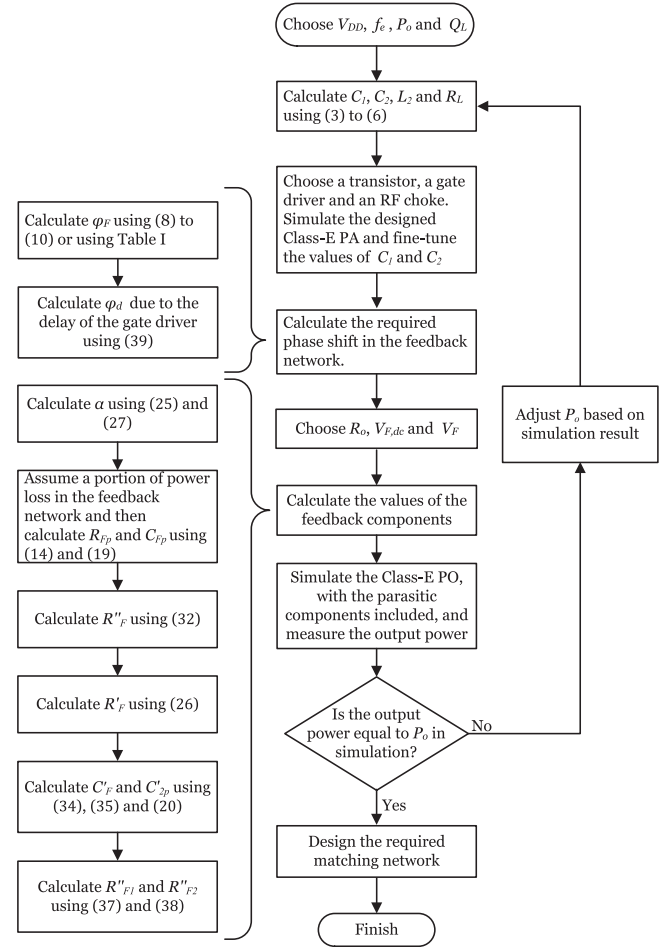 Choose V_DD, f_e , P_o and Q_L
Calculate C_1, C_2, L_2 and R_L
using (3) to (6)
Choose a transistor, a gate
driver and an RF choke.
Simulate the designed
Class-E PA and fine-tune
the values of C_1 and C_2
Calculate φ_F using (8) to
(10) or using Table I
Calculate φ_d due to the
delay of the gate driver
using (39)
Calculate the required
phase shift in the feedback
network.
Calculate α using (25) and
(27)
Assume a portion of power
loss in the feedback
network and then
calculate R_Fp and C_Fp using
(14) and (19)
Calculate R''_F using (32)
Calculate R'_F using (26)
Calculate C'_F and C'_2p using
(34), (35) and (20)
Calculate R''_F1 and R''_F2
using (37) and (38)
Choose R_o, V_F,dc and V_F
Calculate the values of the
feedback components
Simulate the Class-E PO,
with the parasitic
components included, and
measure the output power
Is the output
power equal to P_o in
simulation?
No
Adjust P_o based on
simulation result
Yes
Design the required
matching network
Finish